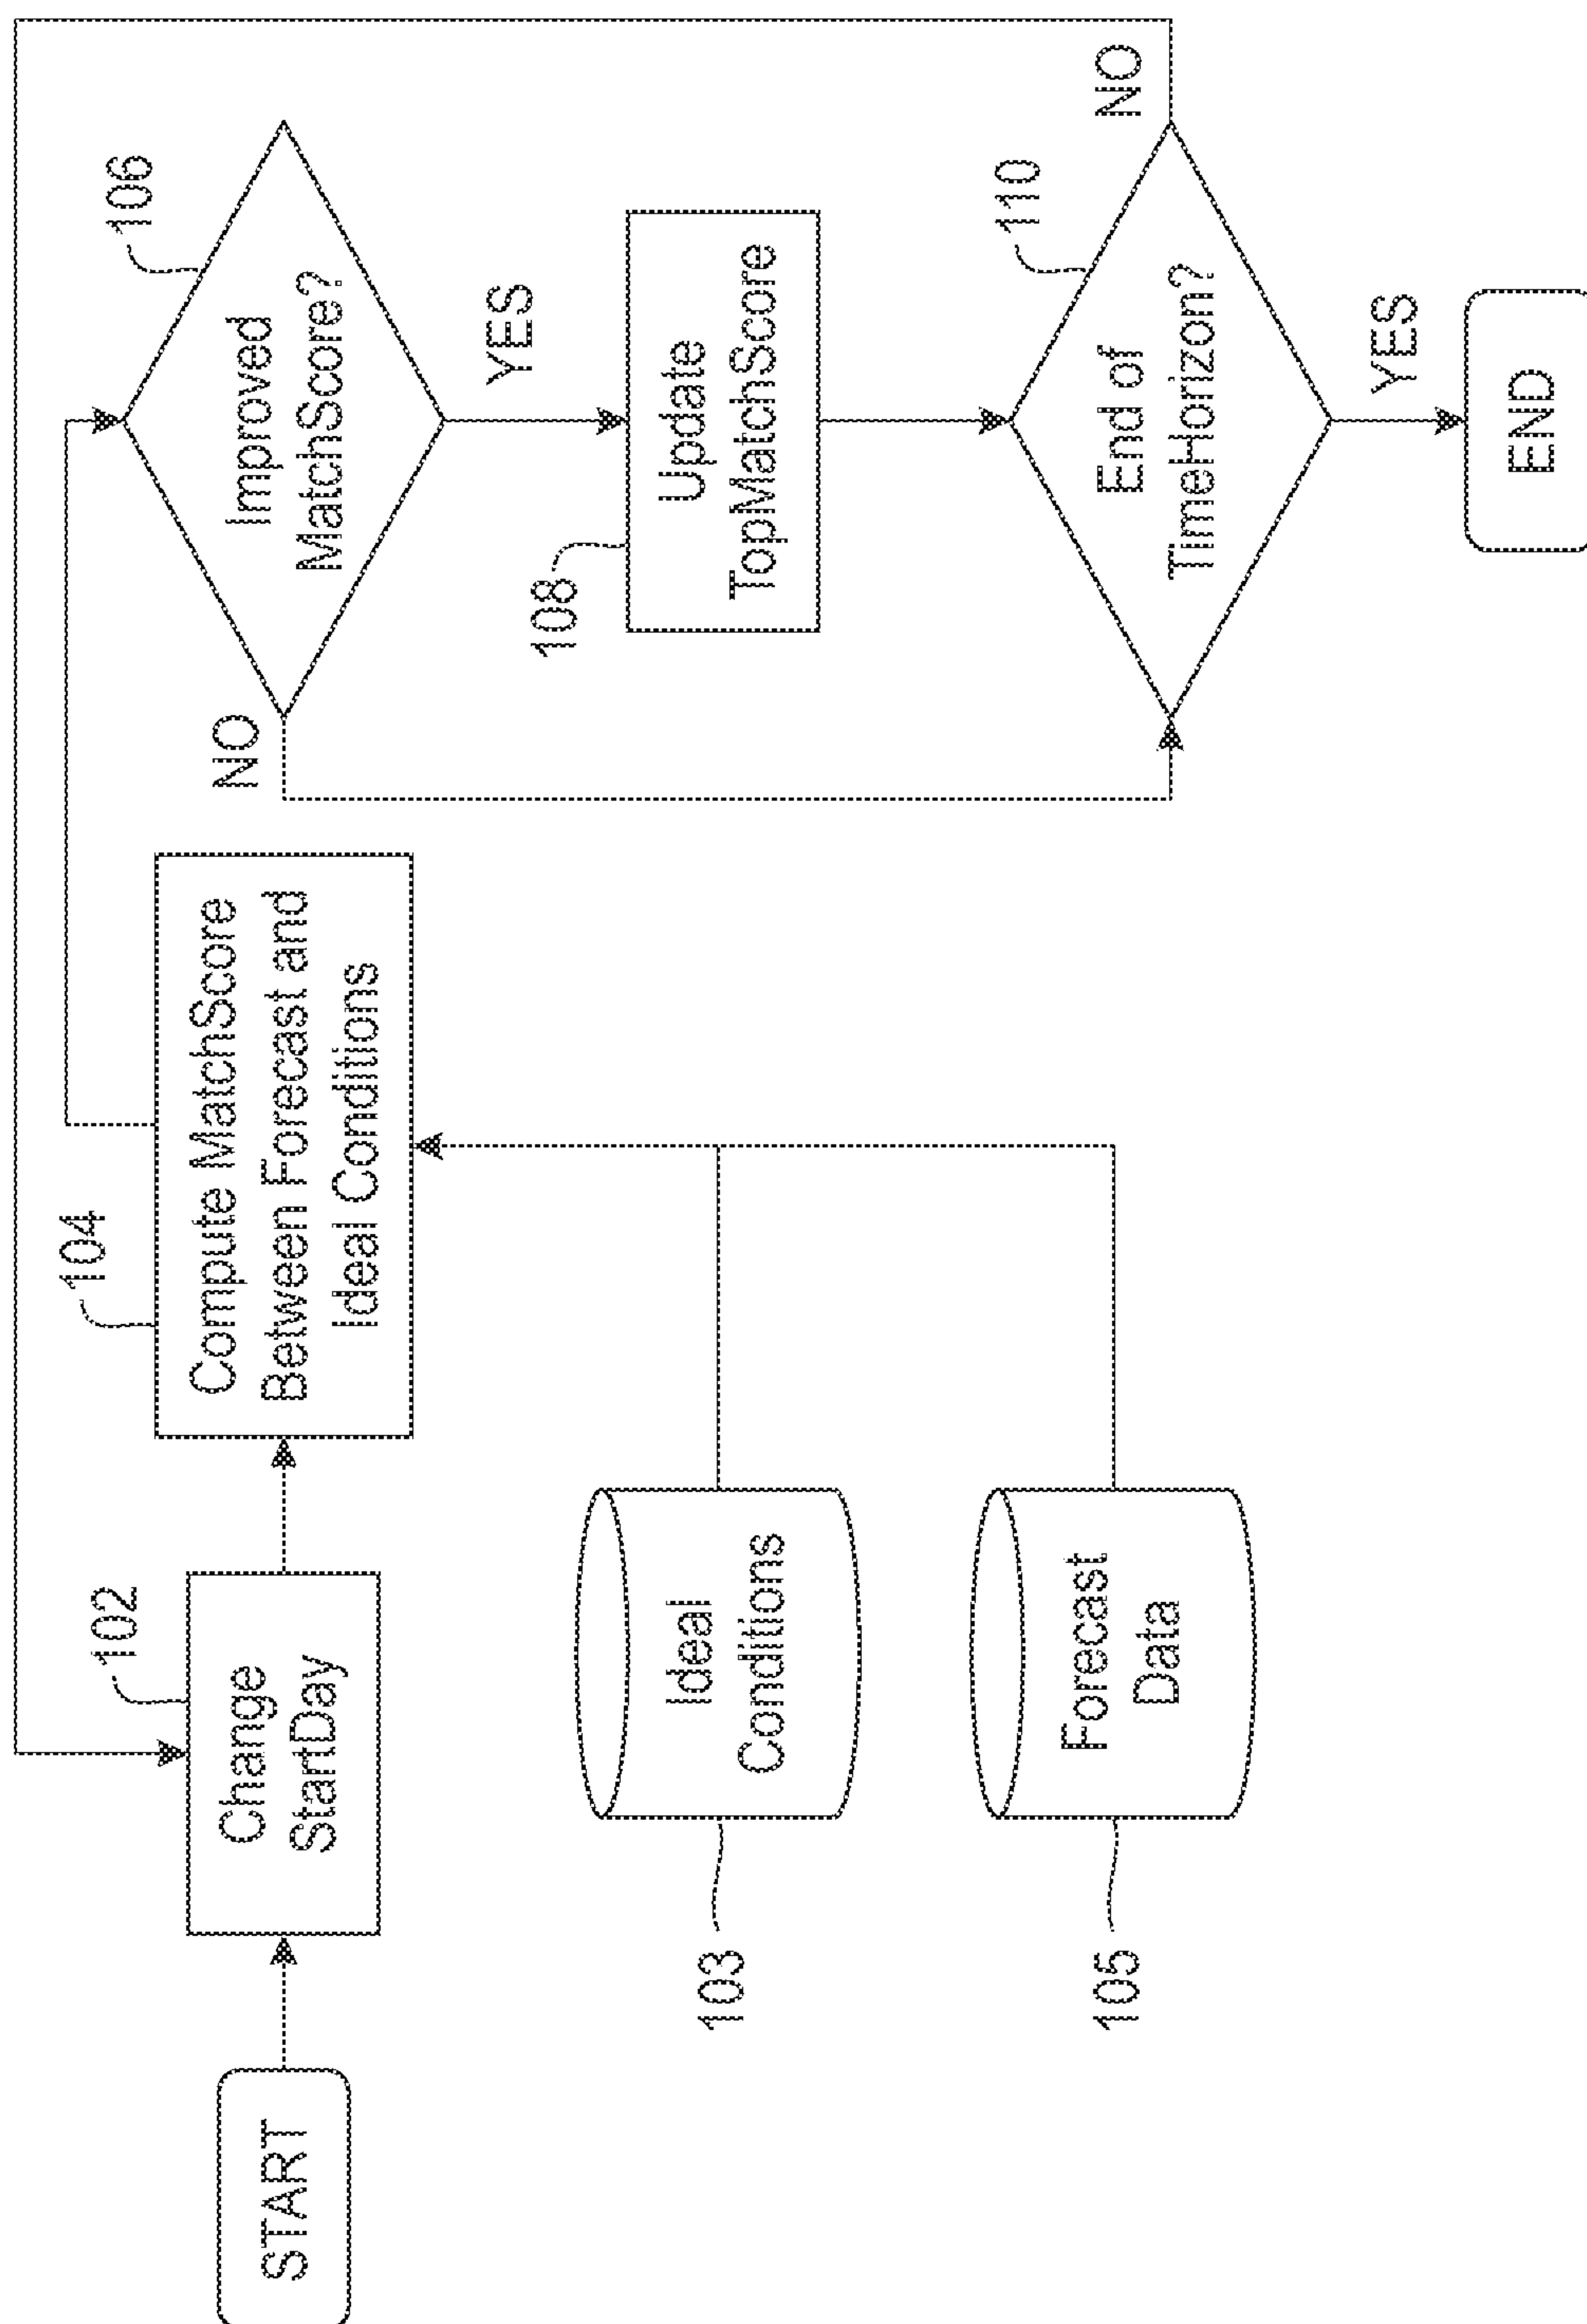 START
102
Change
StartDay
104
Compute MatchScore
Between Forecast and
Ideal Conditions
103
Ideal
Conditions
105
Forecast
Data
106
Improved
MatchScore?
NO
YES
108
Update
TopMatchScore
110
End of
TimeHorizon?
NO
YES
END